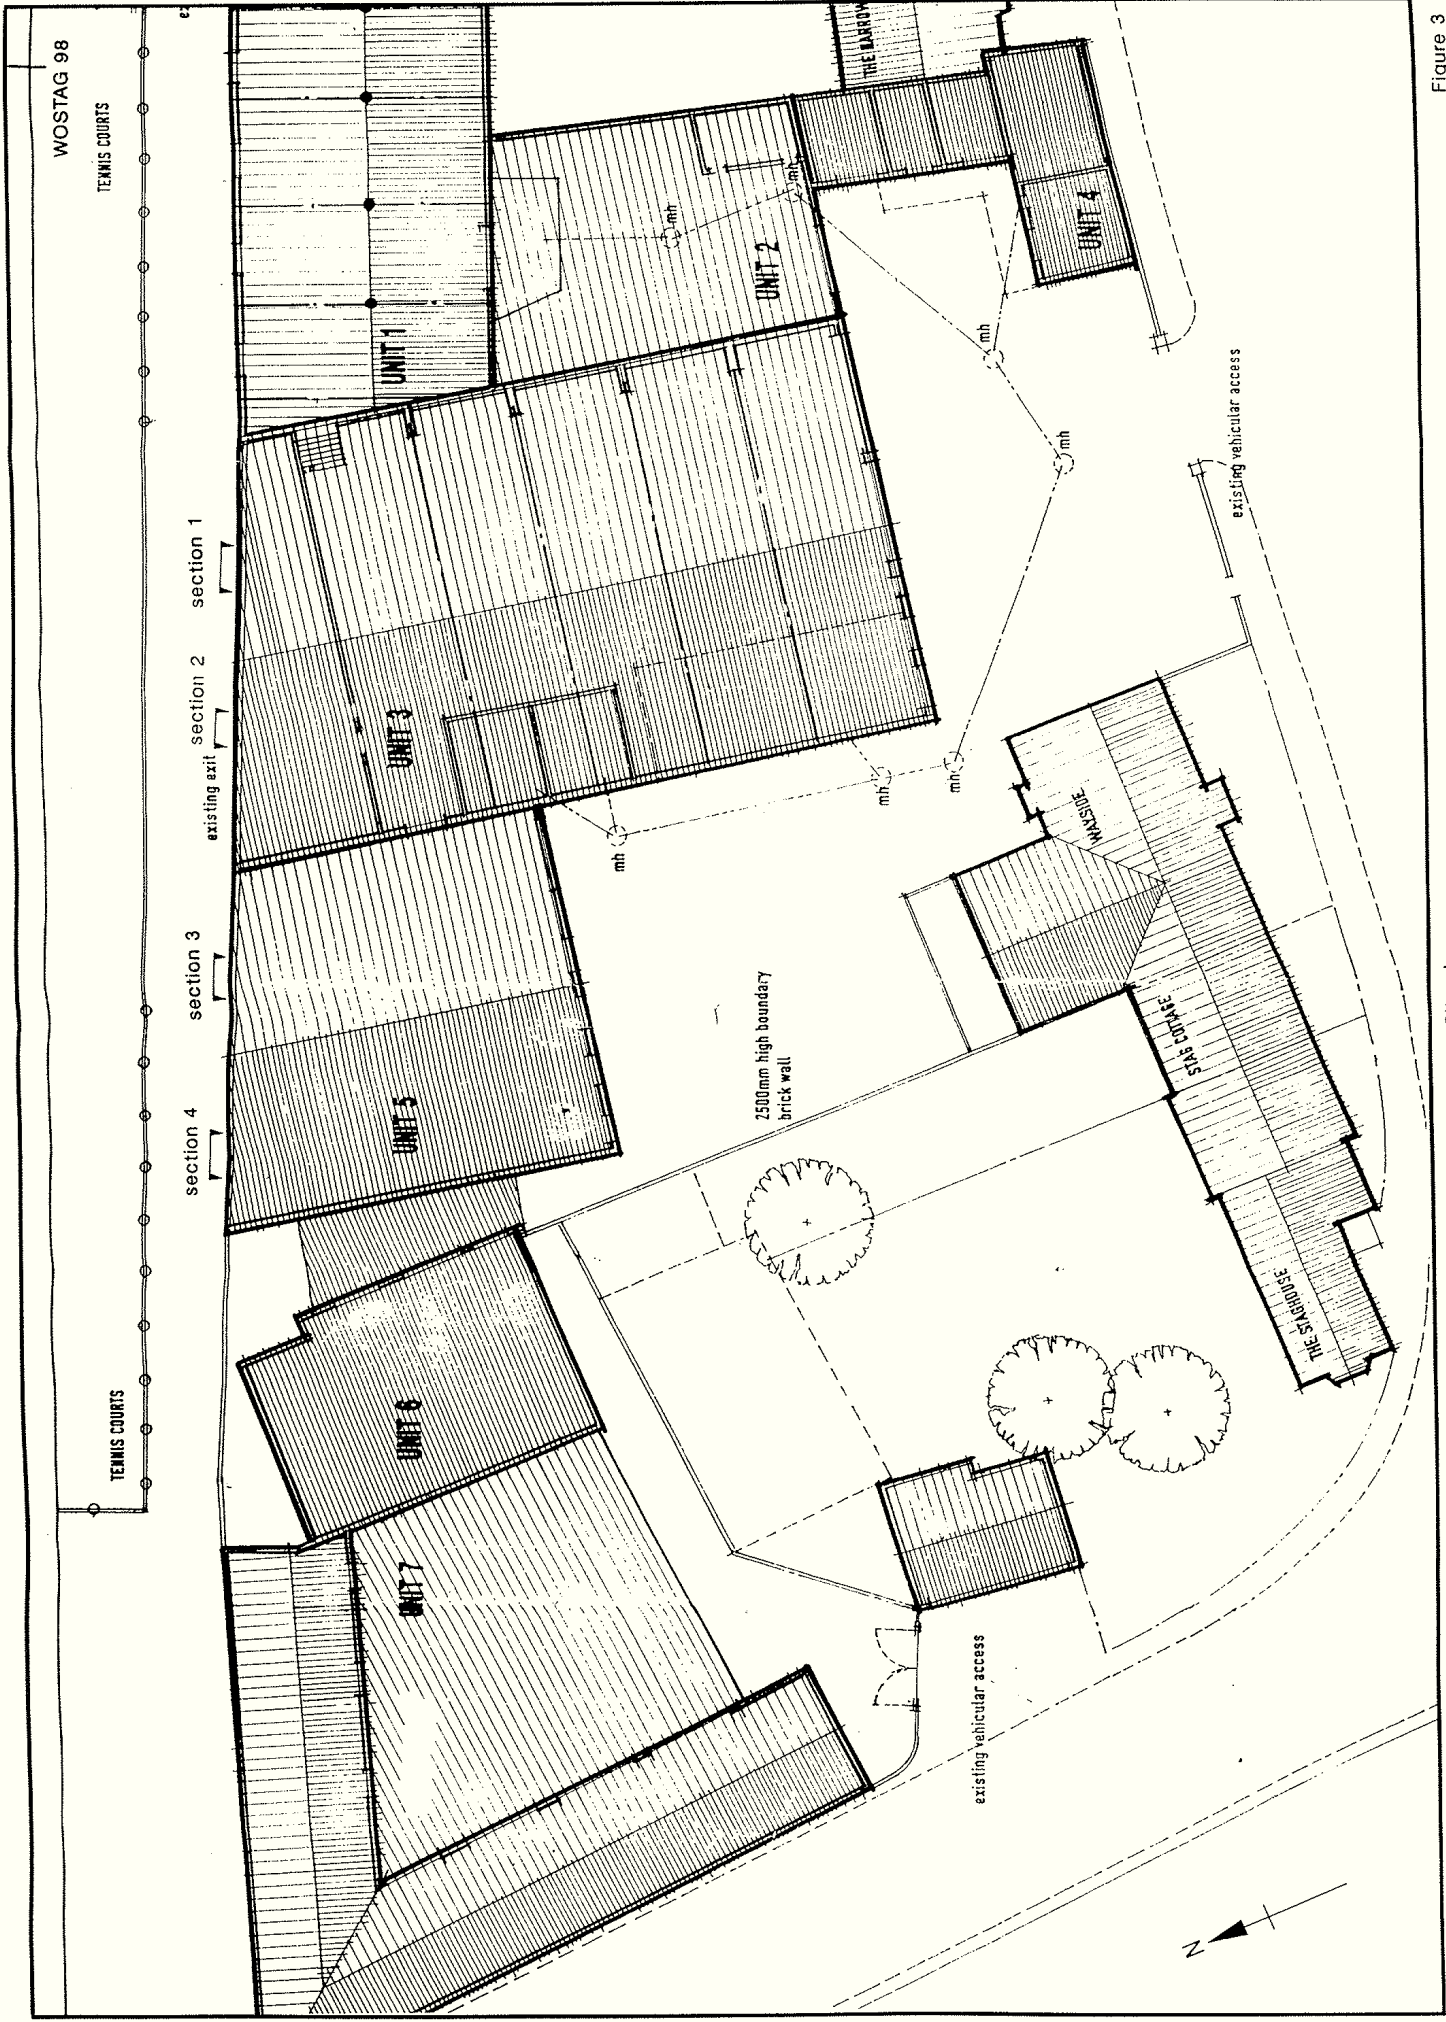 WOSTAG 98
TENNIS COURTS
TENNIS COURTS
section 1
section 2
existing exit
section 3
section 4
UNIT 1
UNIT 2
UNIT 3
UNIT 4
UNIT 5
UNIT 6
UNIT 7
THE BARROW
mh
mh
mh
mh
mh
mh
mh
existing vehicular access
WAYSIDE
STAG COTTAGE
THE STAGHOUSE
2500mm high boundary
brick wall
existing vehicular access
N
Figure 3